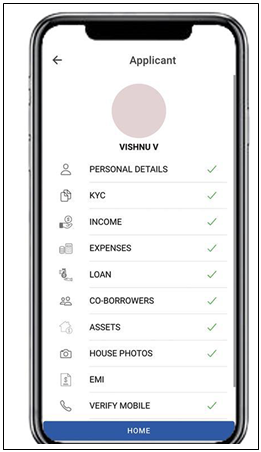 Applicant
VISHNU V
PERSONAL DETAILS
KYC
INCOME
EXPENSES
LOAN
CO-BORROWERS
ASSETS
HOUSE PHOTOS
EMI
VERIFY MOBILE
HOME